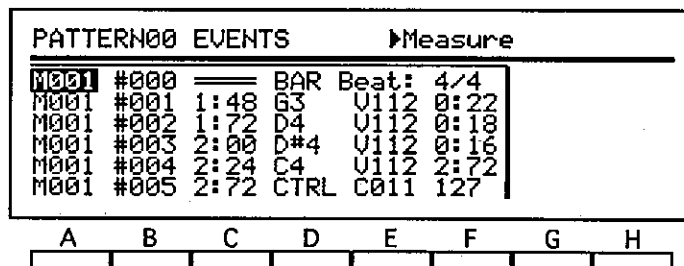 PATTERN00 EVENTS ▶Measure
M001 #000 ═══ BAR Beat: 4/4
M001 #001 1:48 G3 V112 0:22
M001 #002 1:72 D4 V112 0:18
M001 #003 2:00 D#4 V112 0:16
M001 #004 2:24 C4 V112 2:72
M001 #005 2:72 CTRL C011 127
A B C D E F G H